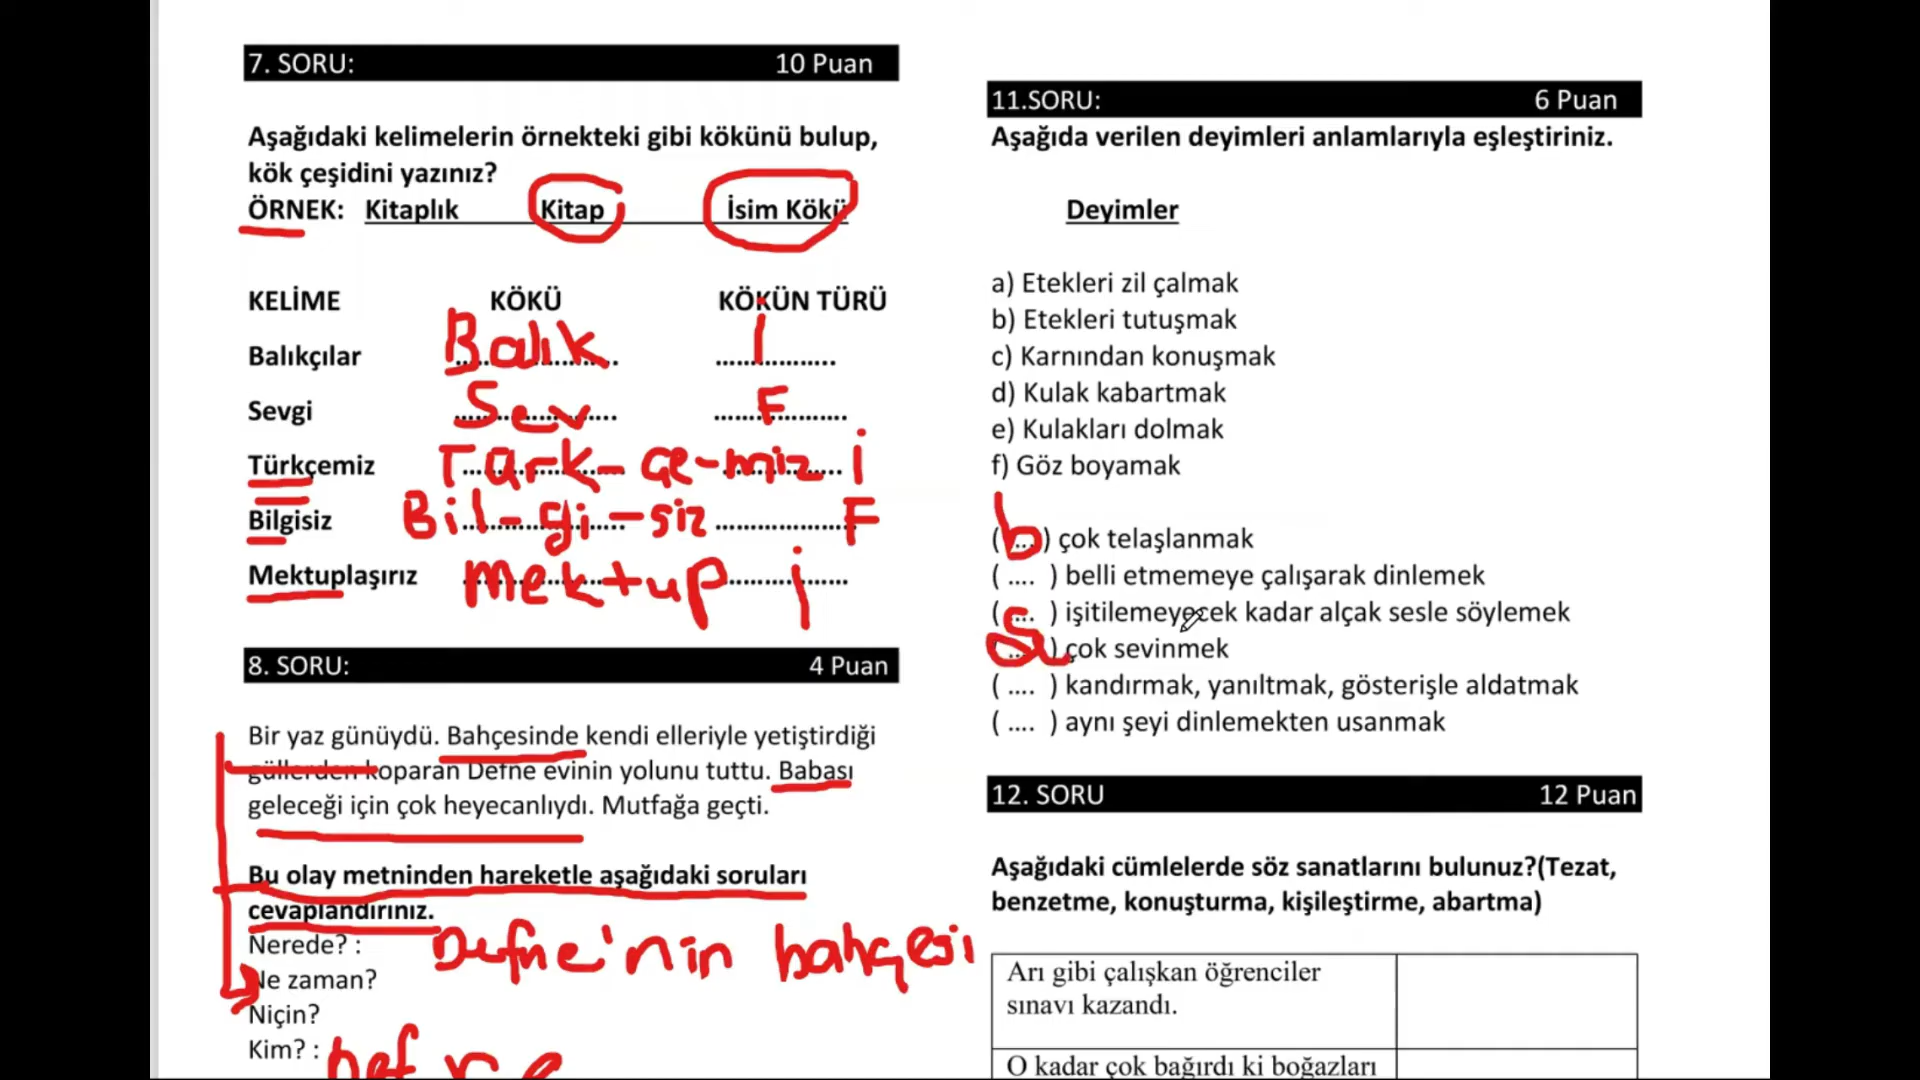 7. SORU: 10 Puan
Aşağıdaki kelimelerin örnekteki gibi kökünü bulup,
kök çeşidini yazınız?
ÖRNEK: Kitaplık Kitap İsim Kökü
KELİME KÖKÜ KÖKÜN TÜRÜ
Balıkçılar Balık İ
Sevgi Sev F
Türkçemiz Türk-çe-miz İ
Bilgisiz Bil-gi-siz F
Mektuplaşırız Mektup İ
8. SORU: 4 Puan
Bir yaz günüydü. Bahçesinde kendi elleriyle yetiştirdiği
güllerden koparan Defne evinin yolunu tuttu. Babası
geleceği için çok heyecanlıydı. Mutfağa geçti.
Bu olay metninden hareketle aşağıdaki soruları
cevaplandırınız.
Nerede? : Defne'nin bahçesi
Ne zaman?
Niçin?
Kim? : Defne
11.SORU: 6 Puan
Aşağıda verilen deyimleri anlamlarıyla eşleştiriniz.
Deyimler
a) Etekleri zil çalmak
b) Etekleri tutuşmak
c) Karnından konuşmak
d) Kulak kabartmak
e) Kulakları dolmak
f) Göz boyamak
(b) çok telaşlanmak
( .... ) belli etmemeye çalışarak dinlemek
( .... ) işitilemeyecek kadar alçak sesle söylemek
(a) çok sevinmek
( .... ) kandırmak, yanıltmak, gösterişle aldatmak
( .... ) aynı şeyi dinlemekten usanmak
12. SORU 12 Puan
Aşağıdaki cümlelerde söz sanatlarını bulunuz?(Tezat,
benzetme, konuşturma, kişileştirme, abartma)
Arı gibi çalışkan öğrenciler
sınavı kazandı.
O kadar çok bağırdı ki boğazları